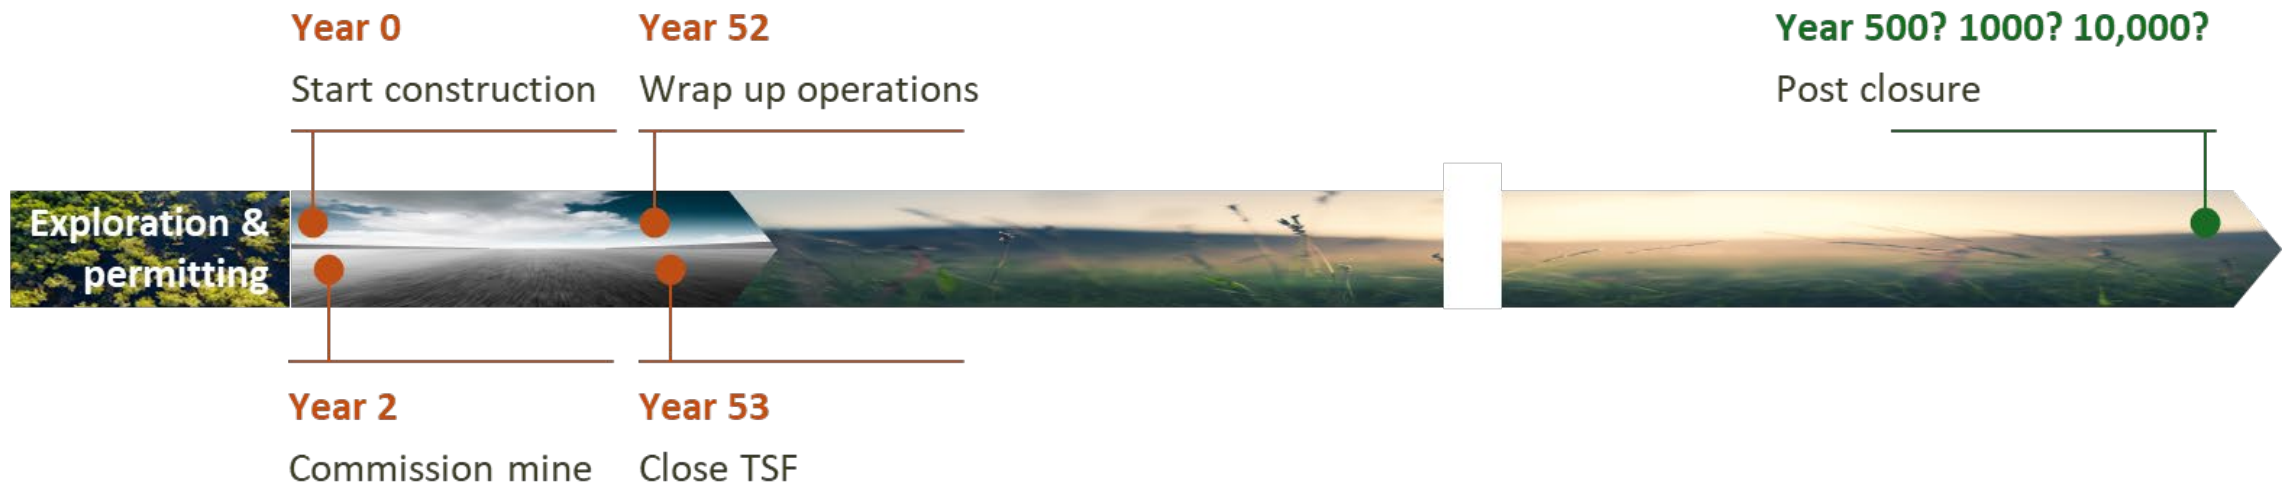 Year 0
Start construction
Year 52
Wrap up operations
Year 500? 1000? 10,000?
Post closure
Exploration &
permitting
Year 2
Commission mine
Year 53
Close TSF